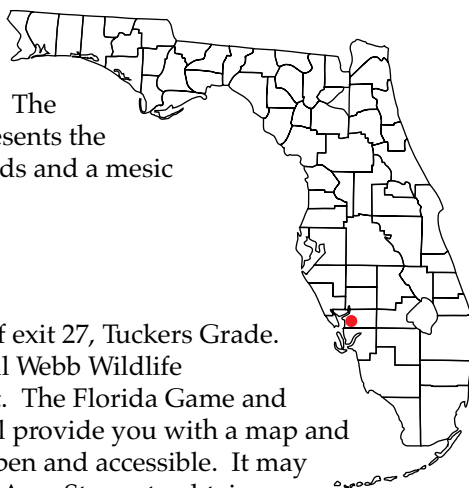 The
esents the
ds and a mesic
f exit 27, Tuckers Grade.
l Webb Wildlife
. The Florida Game and
l provide you with a map and
pen and accessible. It may